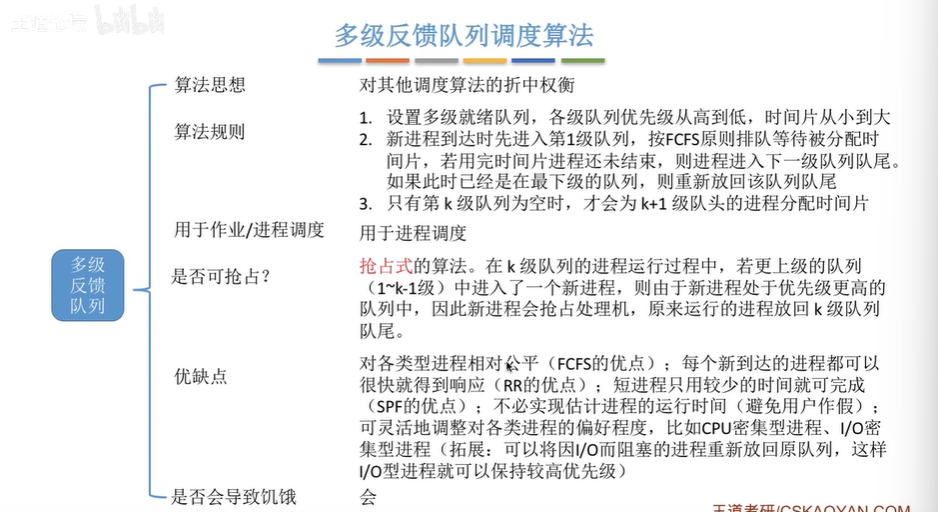 多级反馈队列调度算法
算法思想
对其他调度算法的折中权衡
算法规则
1. 设置多级就绪队列，各级队列优先级从高到低，时间片从小到大
2. 新进程到达时先进入第1级队列，按FCFS原则排队等待被分配时
间片，若用完时间片进程还未结束，则进程进入下一级队列队尾。
如果此时已经是在最下级的队列，则重新放回该队列队尾
3. 只有第 k 级队列为空时，才会为 k+1 级队头的进程分配时间片
用于作业/进程调度
用于进程调度
多级
反馈
队列
是否可抢占？
抢占式的算法。在 k 级队列的进程运行过程中，若更上级的队列
（1~k-1级）中进入了一个新进程，则由于新进程处于优先级更高的
队列中，因此新进程会抢占处理机，原来运行的进程放回 k 级队列
队尾。
优缺点
对各类型进程相对公平（FCFS的优点）；每个新到达的进程都可以
很快就得到响应（RR的优点）；短进程只用较少的时间就可完成
（SPF的优点）；不必实现估计进程的运行时间（避免用户作假）；
可灵活地调整对各类进程的偏好程度，比如CPU密集型进程、I/O密
集型进程（拓展：可以将因I/O而阻塞的进程重新放回原队列，这样
I/O型进程就可以保持较高优先级）
是否会导致饥饿
会
王道考研/CSKAOYAN.COM